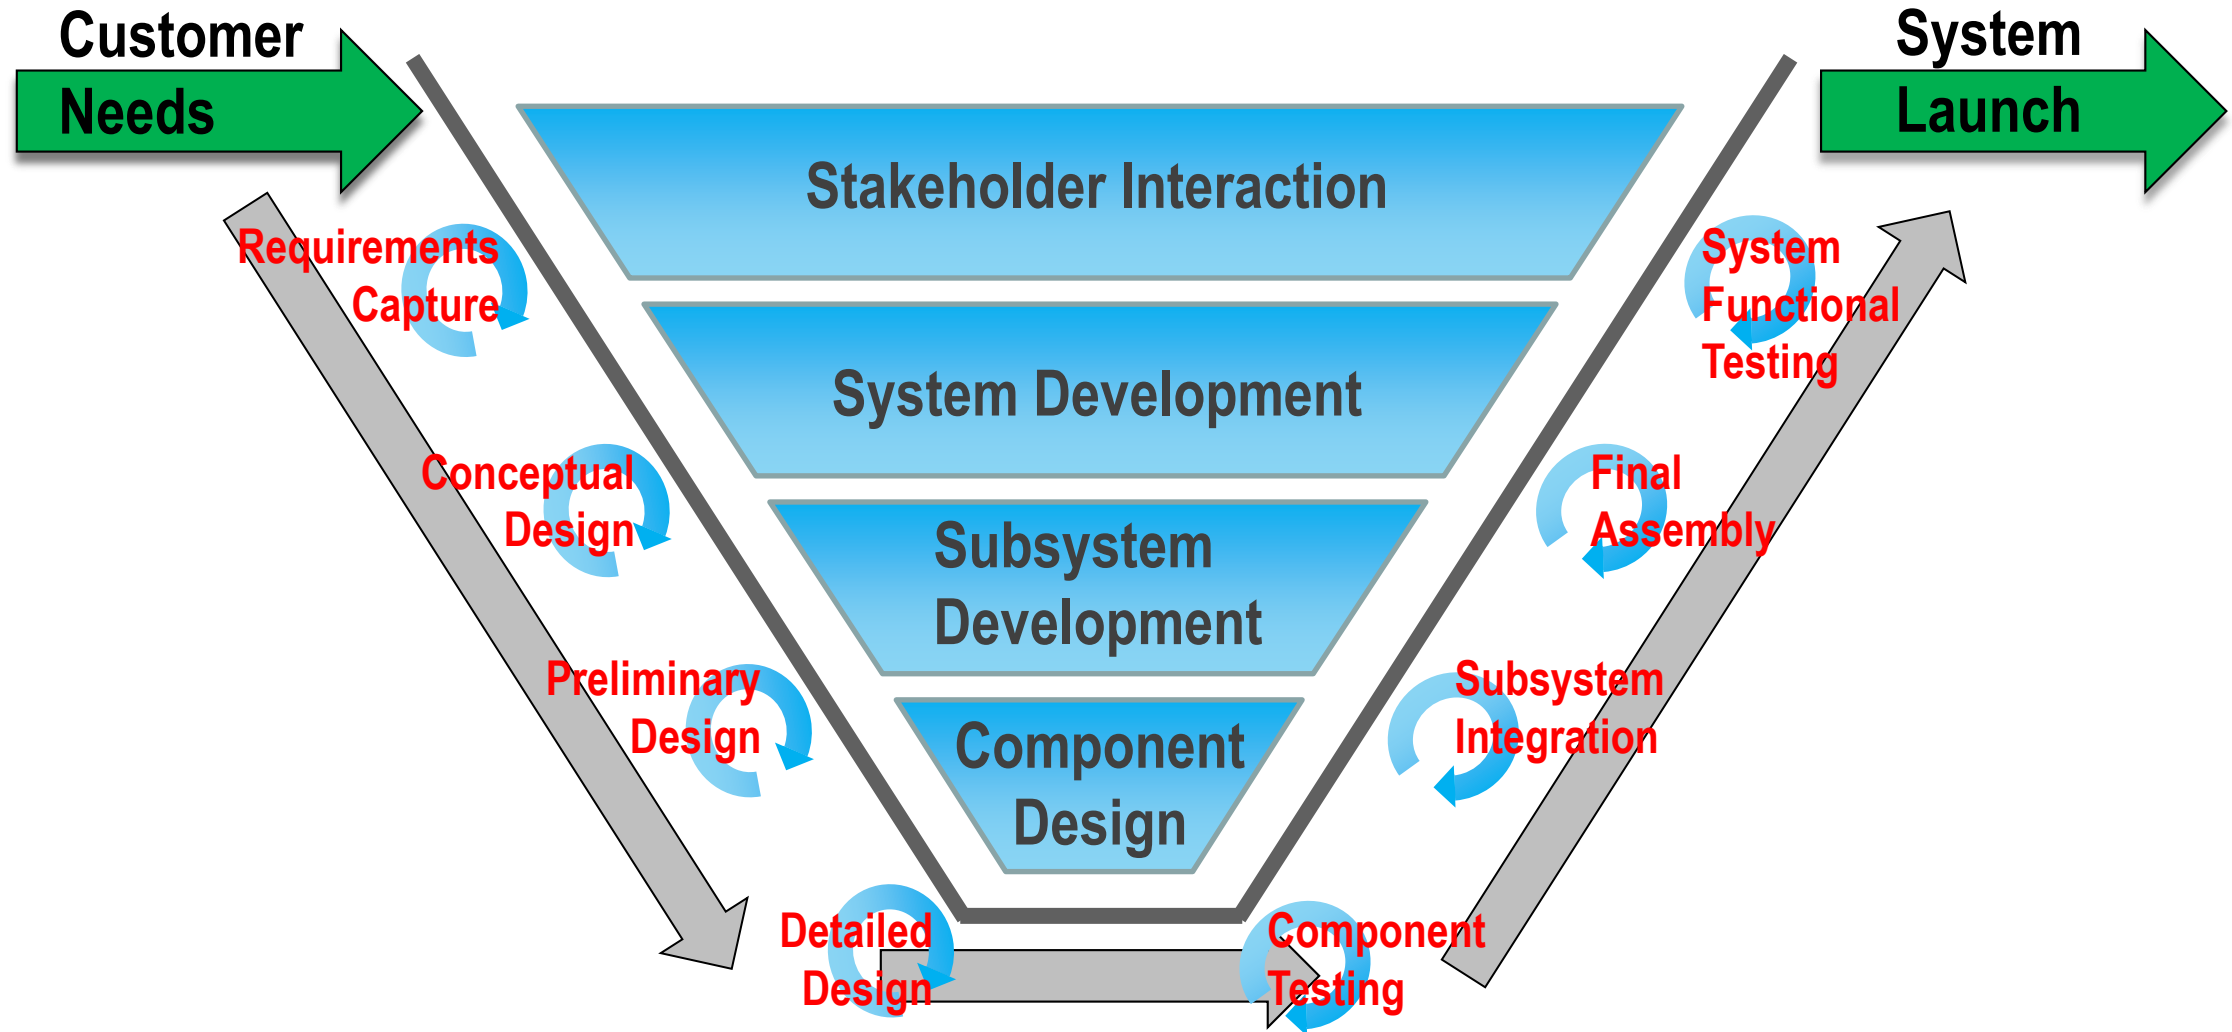 Customer
Needs
System
Launch
Stakeholder Interaction
System Development
Subsystem
Development
Component
Design
Requirements
Capture
Conceptual
Design
Preliminary
Design
Detailed
Design
Component
Testing
Subsystem
Integration
Final
Assembly
System
Functional
Testing